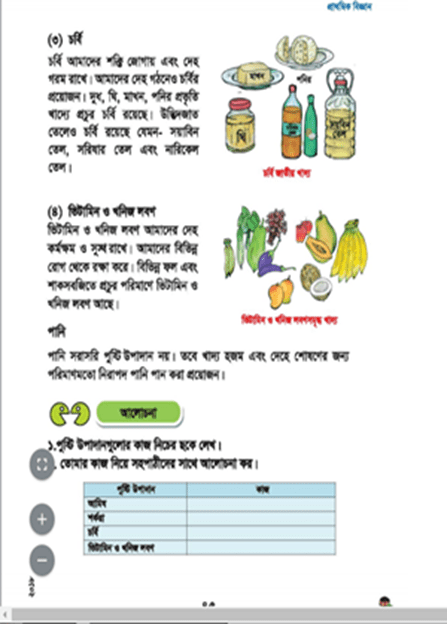 প্রাথমিক বিজ্ঞান
(৩) চর্বি
চর্বি আমাদের শক্তি জোগায় এবং দেহ
গরম রাখে। আমাদের দেহ গঠনেও চর্বির
প্রয়োজন। দুধ, ঘি, মাখন, পনির প্রকৃতি
খাদ্যে প্রচুর চর্বি রয়েছে। উদ্ভিদজাত
তেলেও চর্বি রয়েছে যেমন- সয়াবিন
তেল, সরিষার তেল এবং নারিকেল
তেল।
মাখন
পনির
ঘি
সয়াবিন
তেল
চর্বি জাতীয় খাদ্য
(৪) ভিটামিন ও খনিজ লবণ
ভিটামিন ও খনিজ লবণ আমাদের দেহ
কর্মক্ষম ও সুস্থ রাখে। আমাদের বিভিন্ন
রোগ থেকে রক্ষা করে। বিভিন্ন ফল এবং
শাকসবজিতে প্রচুর পরিমাণে ভিটামিন ও
খনিজ লবণ আছে।
ভিটামিন ও খনিজ লবণসমৃদ্ধ খাদ্য
পানি
পানি সরাসরি পুষ্টি উপাদান নয়। তবে খাদ্য হজম এবং দেহে শোষণের জন্য
পরিমাণমতো নিরাপদ পানি পান করা প্রয়োজন।
আলোচনা
১.পুষ্টি উপাদানগুলোর কাজ নিচের ছকে লেখ।
. তোমার কাজ নিয়ে সহপাঠীদের সাথে আলোচনা কর।
পুষ্টি উপাদান কাজ
আমিষ
শর্করা
চর্বি
ভিটামিন ও খনিজ লবণ
২০১৮